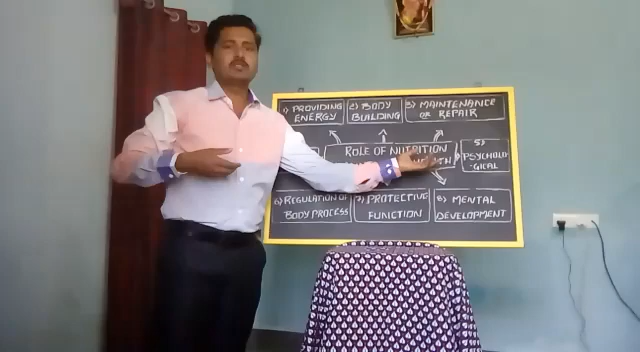 1) PROVIDING
ENERGY
2) BODY
BUILDING
3) MAINTENANCE
OR REPAIR
ROLE OF NUTRITION
5)
PSYCHOLO-
GICAL
6) REGULATION OF
BODY PROCESS
7) PROTECTIVE
FUNCTION
8) MENTAL
DEVELOPMENT